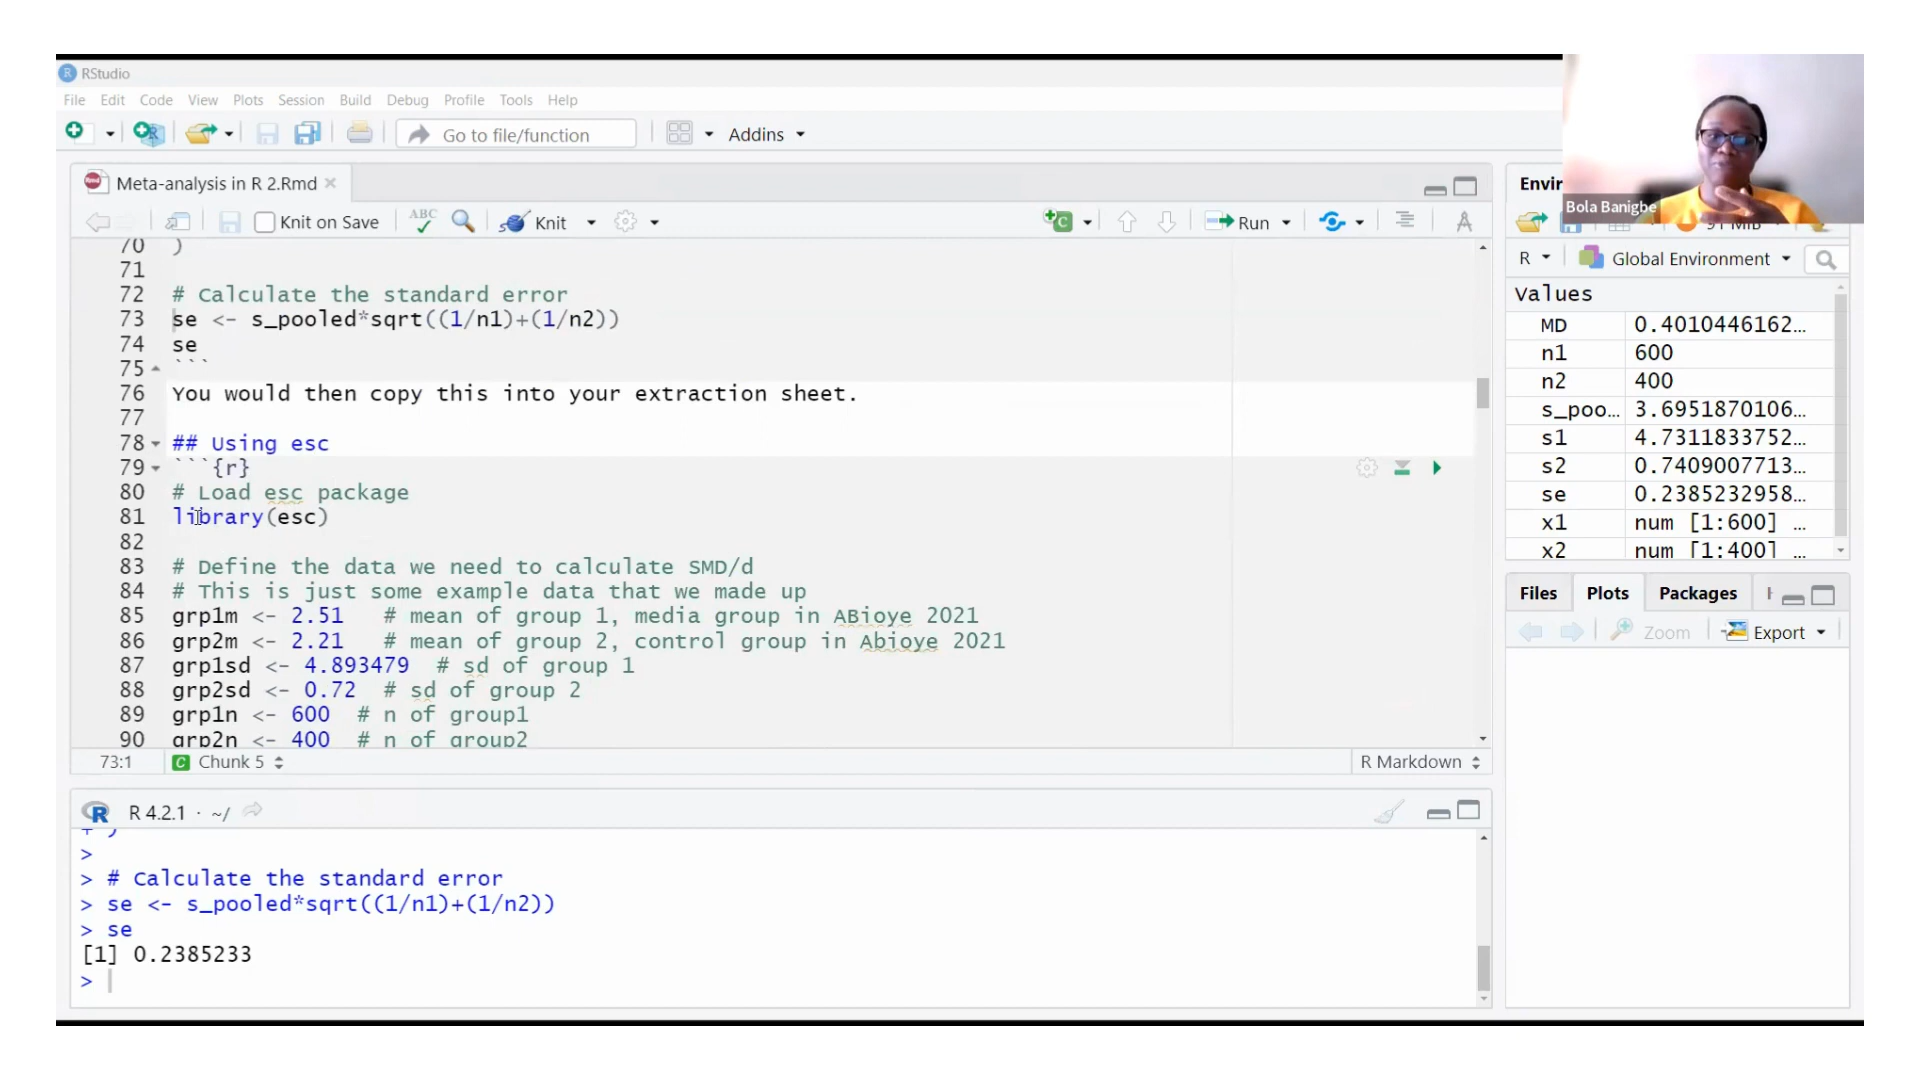 RStudio
File Edit Code View Plots Session Build Debug Profile Tools Help
Go to file/function Addins
Meta-analysis in R 2.Rmd
Knit on Save ABC Knit Run
70 )
71
72 # Calculate the standard error
73 se <- s_pooled*sqrt((1/n1)+(1/n2))
74 se
75 ```
76 You would then copy this into your extraction sheet.
77
78 ## Using esc
79 ```{r}
80 # Load esc package
81 library(esc)
82
83 # Define the data we need to calculate SMD/d
84 # This is just some example data that we made up
85 grp1m <- 2.51 # mean of group 1, media group in ABioye 2021
86 grp2m <- 2.21 # mean of group 2, control group in Abioye 2021
87 grp1sd <- 4.893479 # sd of group 1
88 grp2sd <- 0.72 # sd of group 2
89 grp1n <- 600 # n of group1
90 grp2n <- 400 # n of group2
73:1 C Chunk 5 R Markdown
R 4.2.1 · ~/
+ )
>
> # Calculate the standard error
> se <- s_pooled*sqrt((1/n1)+(1/n2))
> se
[1] 0.2385233
>
Bola Banigbe
Envir
91 MiB
R Global Environment
Values
MD 0.4010446162…
n1 600
n2 400
s_poo… 3.6951870106…
s1 4.7311833752…
s2 0.7409007713…
se 0.2385232958…
x1 num [1:600] …
x2 num [1:400] …
Files Plots Packages
Zoom Export